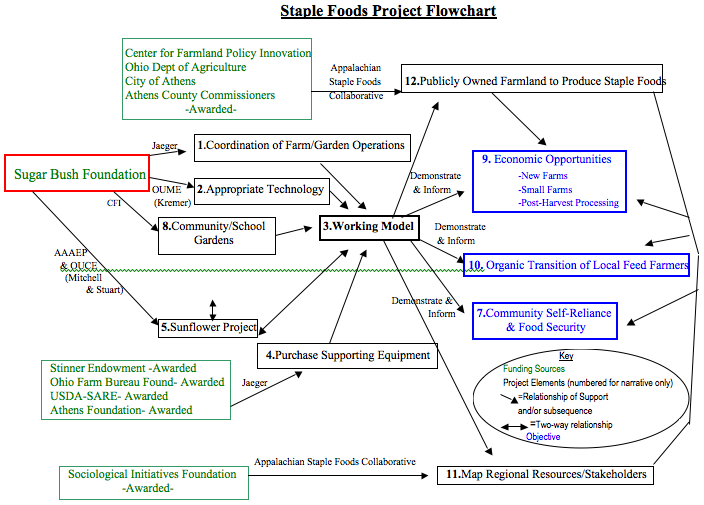 Staple Foods Project Flowchart
Center for Farmland Policy Innovation
Ohio Dept of Agriculture
City of Athens
Athens County Commissioners
-Awarded-
Appalachian
Staple Foods
Collaborative
12.Publicly Owned Farmland to Produce Staple Foods
Jaeger
1.Coordination of Farm/Garden Operations
9. Economic Opportunities
-New Farms
-Small Farms
-Post-Harvest Processing
Sugar Bush Foundation
OUME
(Kremer)
2.Appropriate Technology
Demonstrate
& Inform
CFI
8.Community/School
Gardens
3.Working Model
Demonstrate
& Inform
AAAEP
& OUCE
(Mitchell
& Stuart)
10. Organic Transition of Local Feed Farmers
Demonstrate &
Inform
7.Community Self-Reliance
& Food Security
5.Sunflower Project
4.Purchase Supporting Equipment
Stinner Endowment -Awarded
Ohio Farm Bureau Found- Awarded
USDA-SARE- Awarded
Athens Foundation- Awarded
Jaeger
Key
Funding Sources
Project Elements (numbered for narrative only)
=Relationship of Support
and/or subsequence
=Two-way relationship
Objective
Sociological Initiatives Foundation
-Awarded-
Appalachian Staple Foods Collaborative
11.Map Regional Resources/Stakeholders